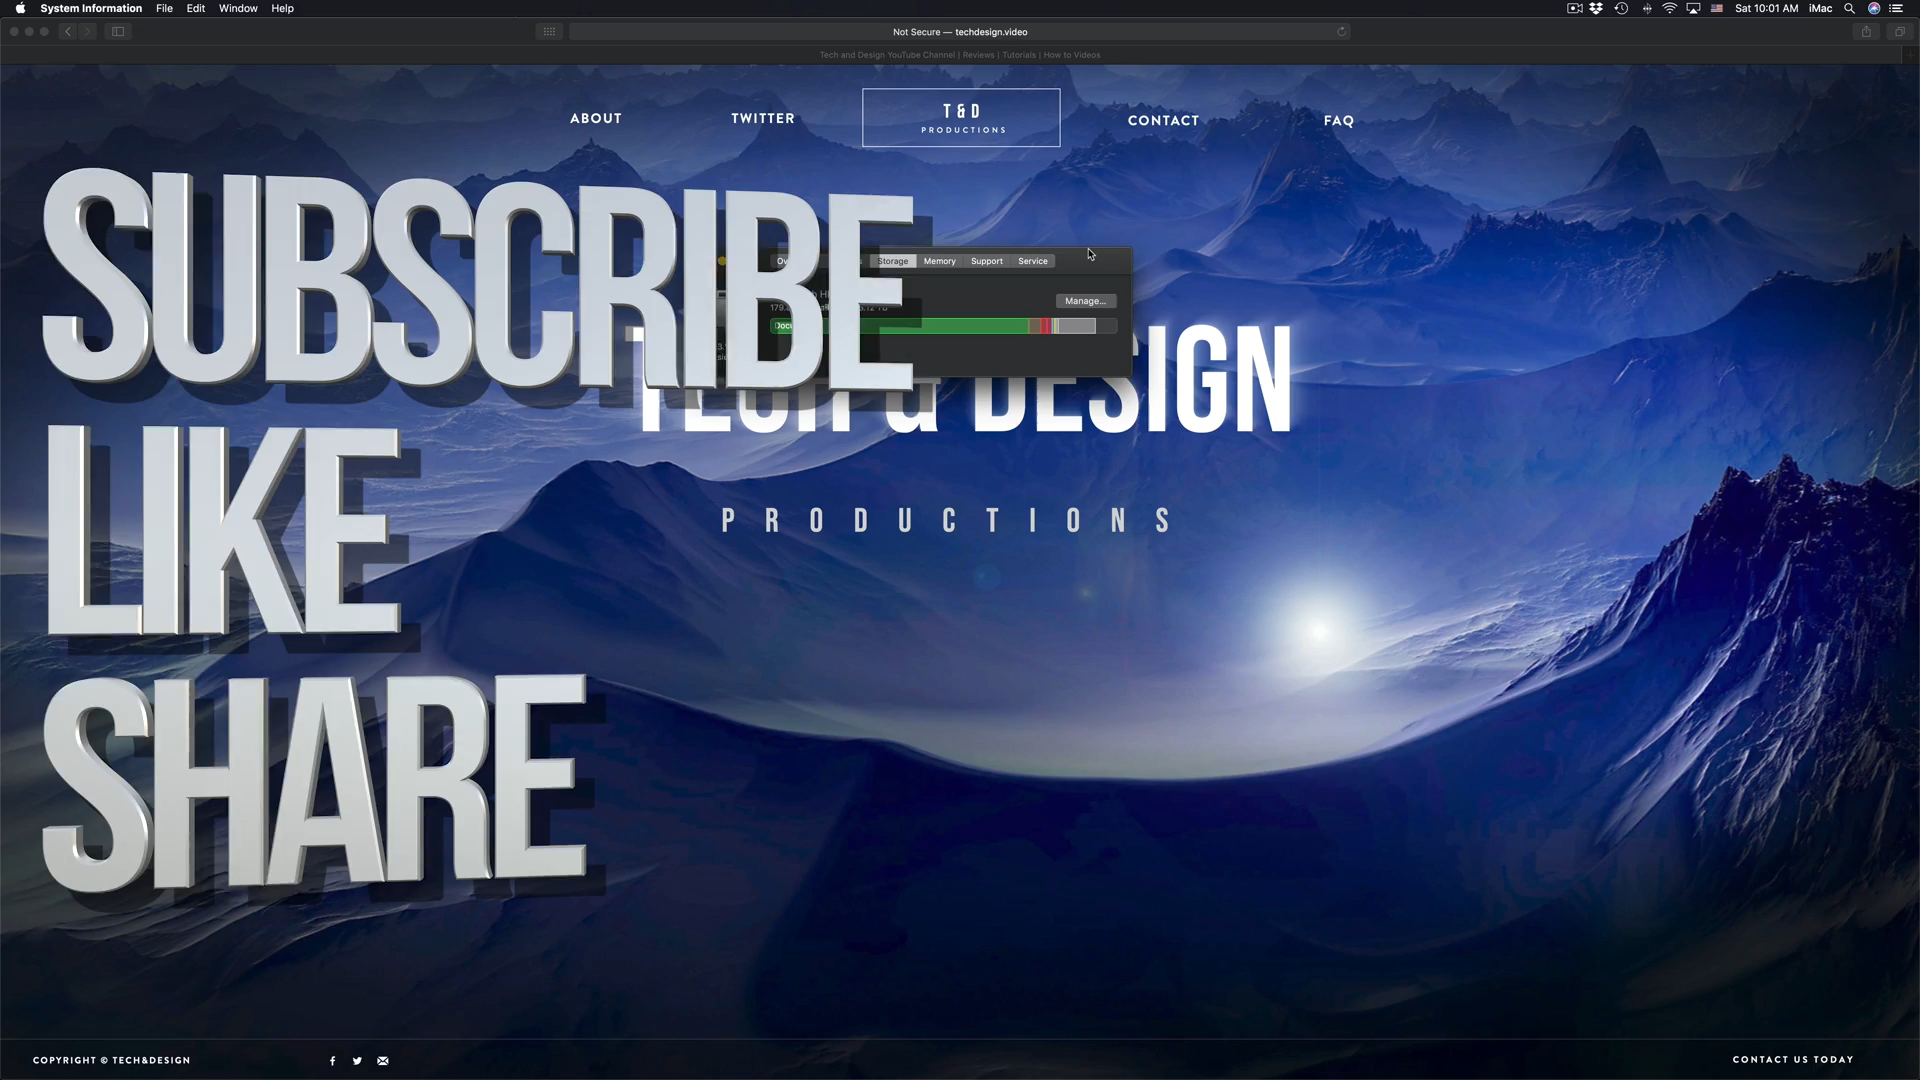 System Information File Edit Window Help
Sat 10:01 AM iMac
Not Secure — techdesign.video
Tech and Design YouTube Channel | Reviews | Tutorials | How to Videos
ABOUT
TWITTER
T&D
PRODUCTIONS
CONTACT
FAQ
SUBSCRIBE
Storage Memory Support Service
Manage...
TECH & DESIGN
PRODUCTIONS
LIKE
SHARE
COPYRIGHT © TECH&DESIGN
CONTACT US TODAY